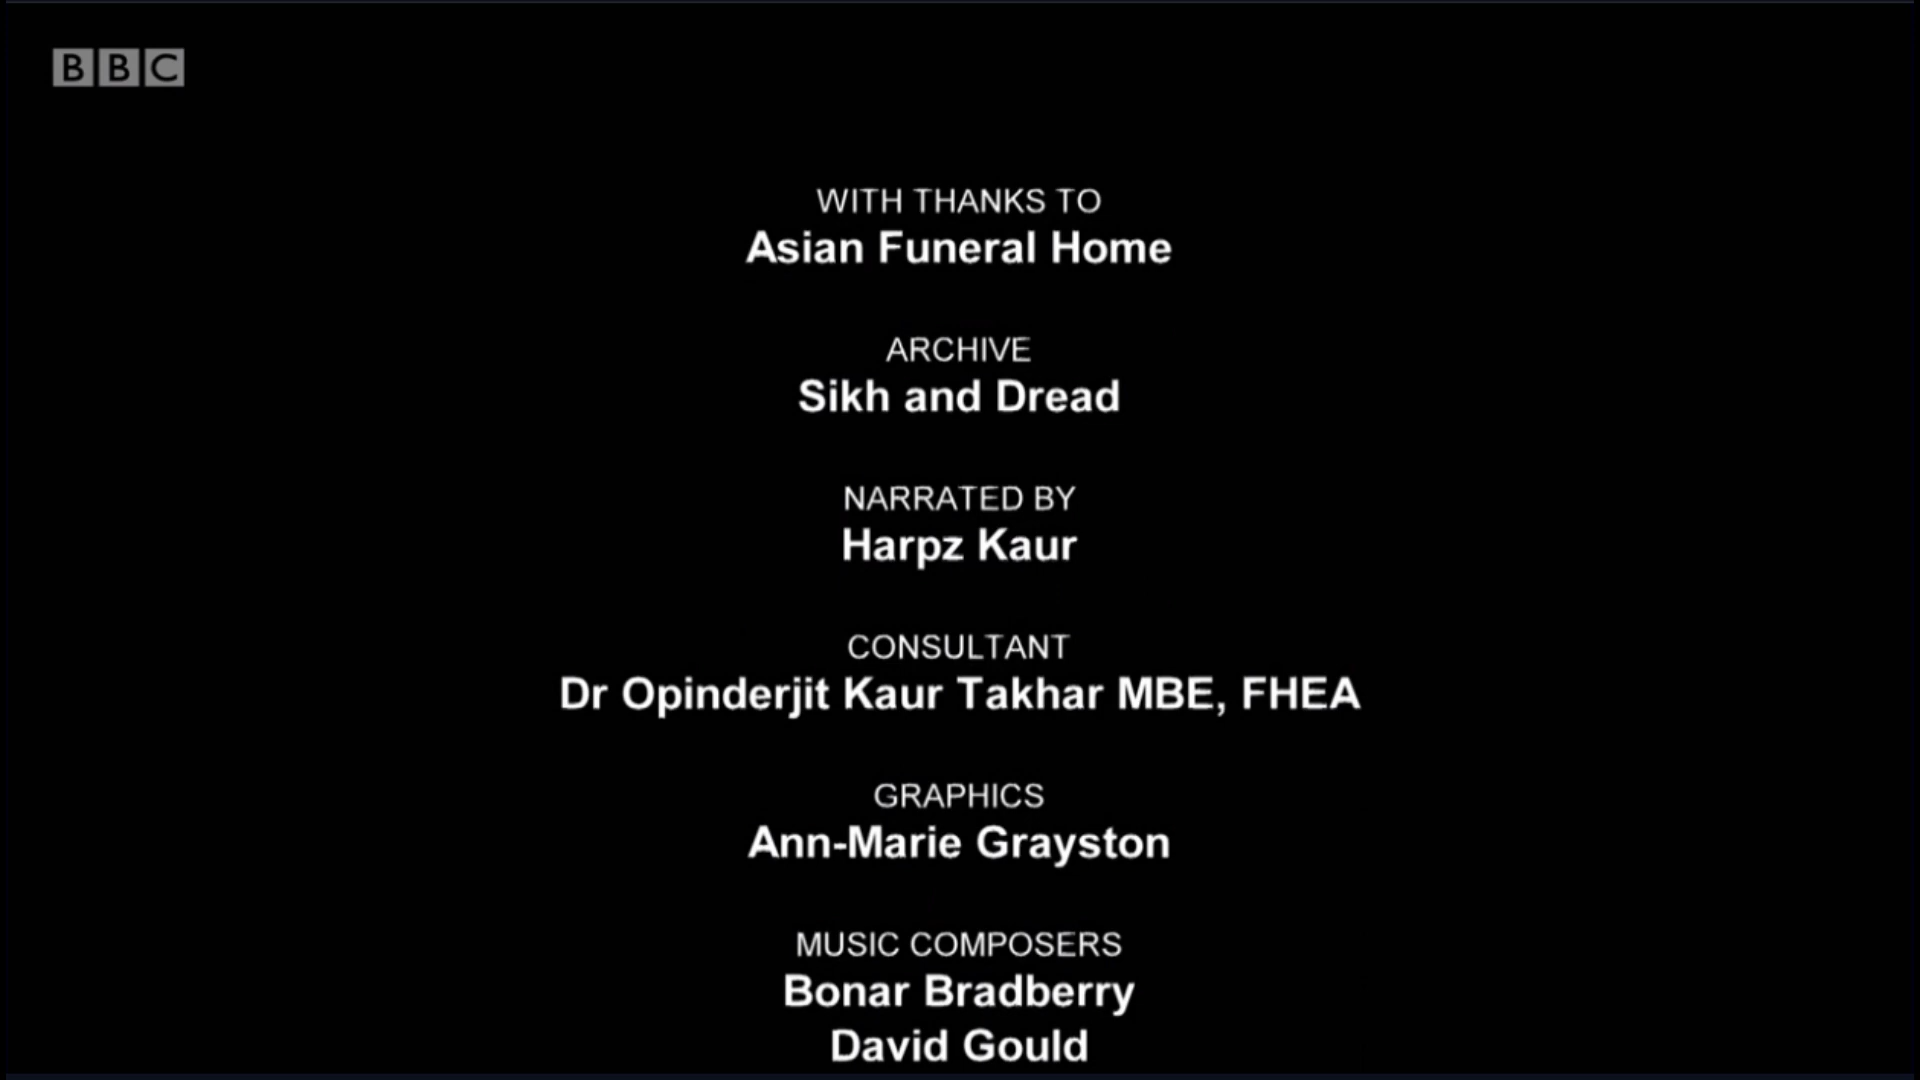 BBC
WITH THANKS TO
Asian Funeral Home
ARCHIVE
Sikh and Dread
NARRATED BY
Harpz Kaur
CONSULTANT
Dr Opinderjit Kaur Takhar MBE, FHEA
GRAPHICS
Ann-Marie Grayston
MUSIC COMPOSERS
Bonar Bradberry
David Gould